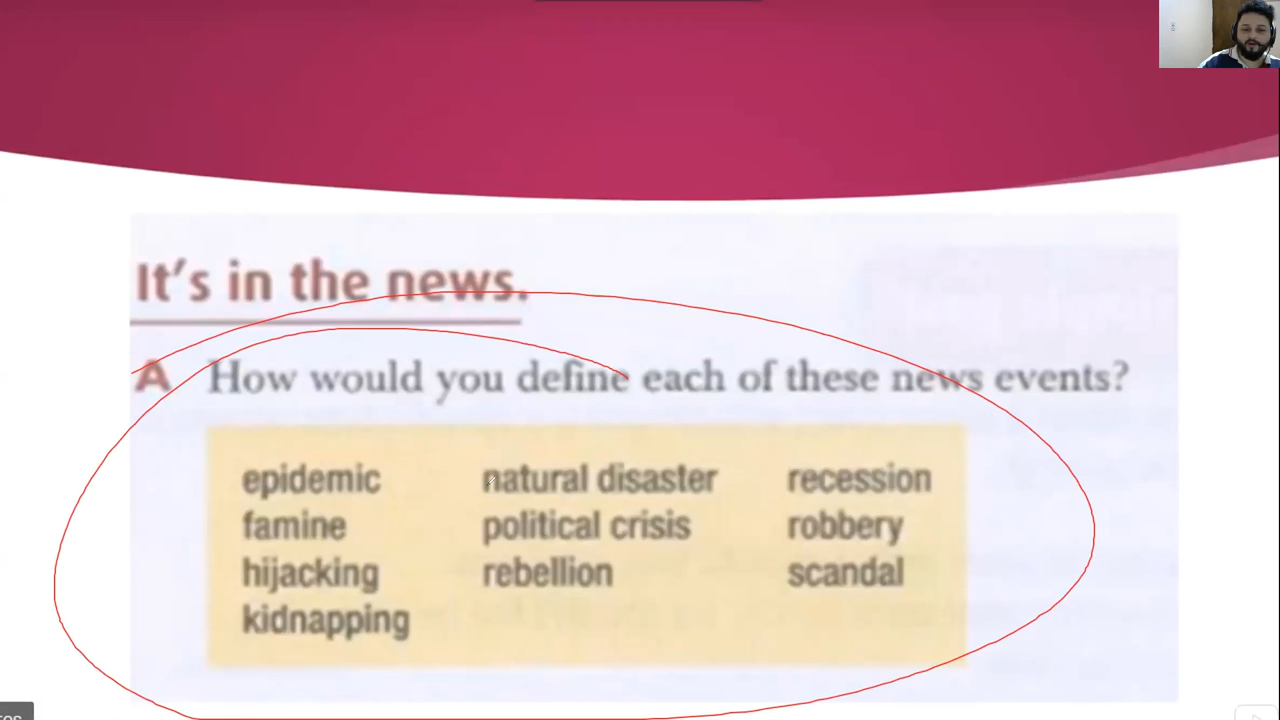 It's in the news.
A How would you define each of these news events?
epidemic natural disaster recession
famine political crisis robbery
hijacking rebellion scandal
kidnapping